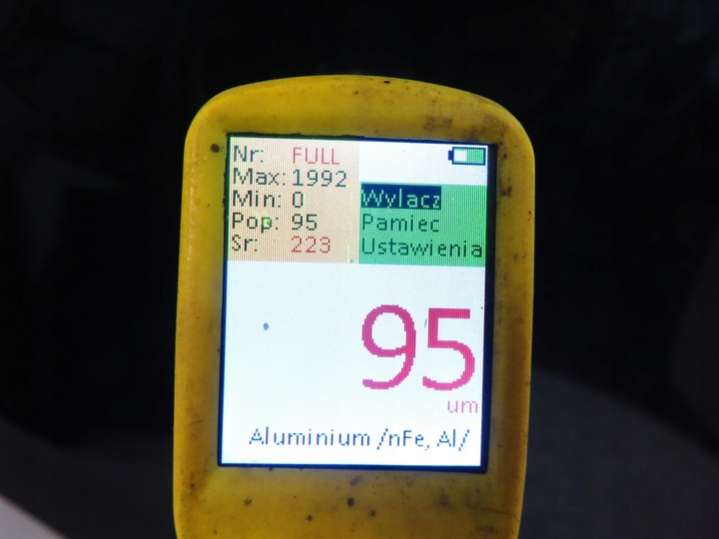 Nr: FULL
Max: 1992
Min: 0
Pop: 95
Sr: 223
Wylacz
Pamiec
Ustawienia
95
um
Aluminium /nFe, Al/